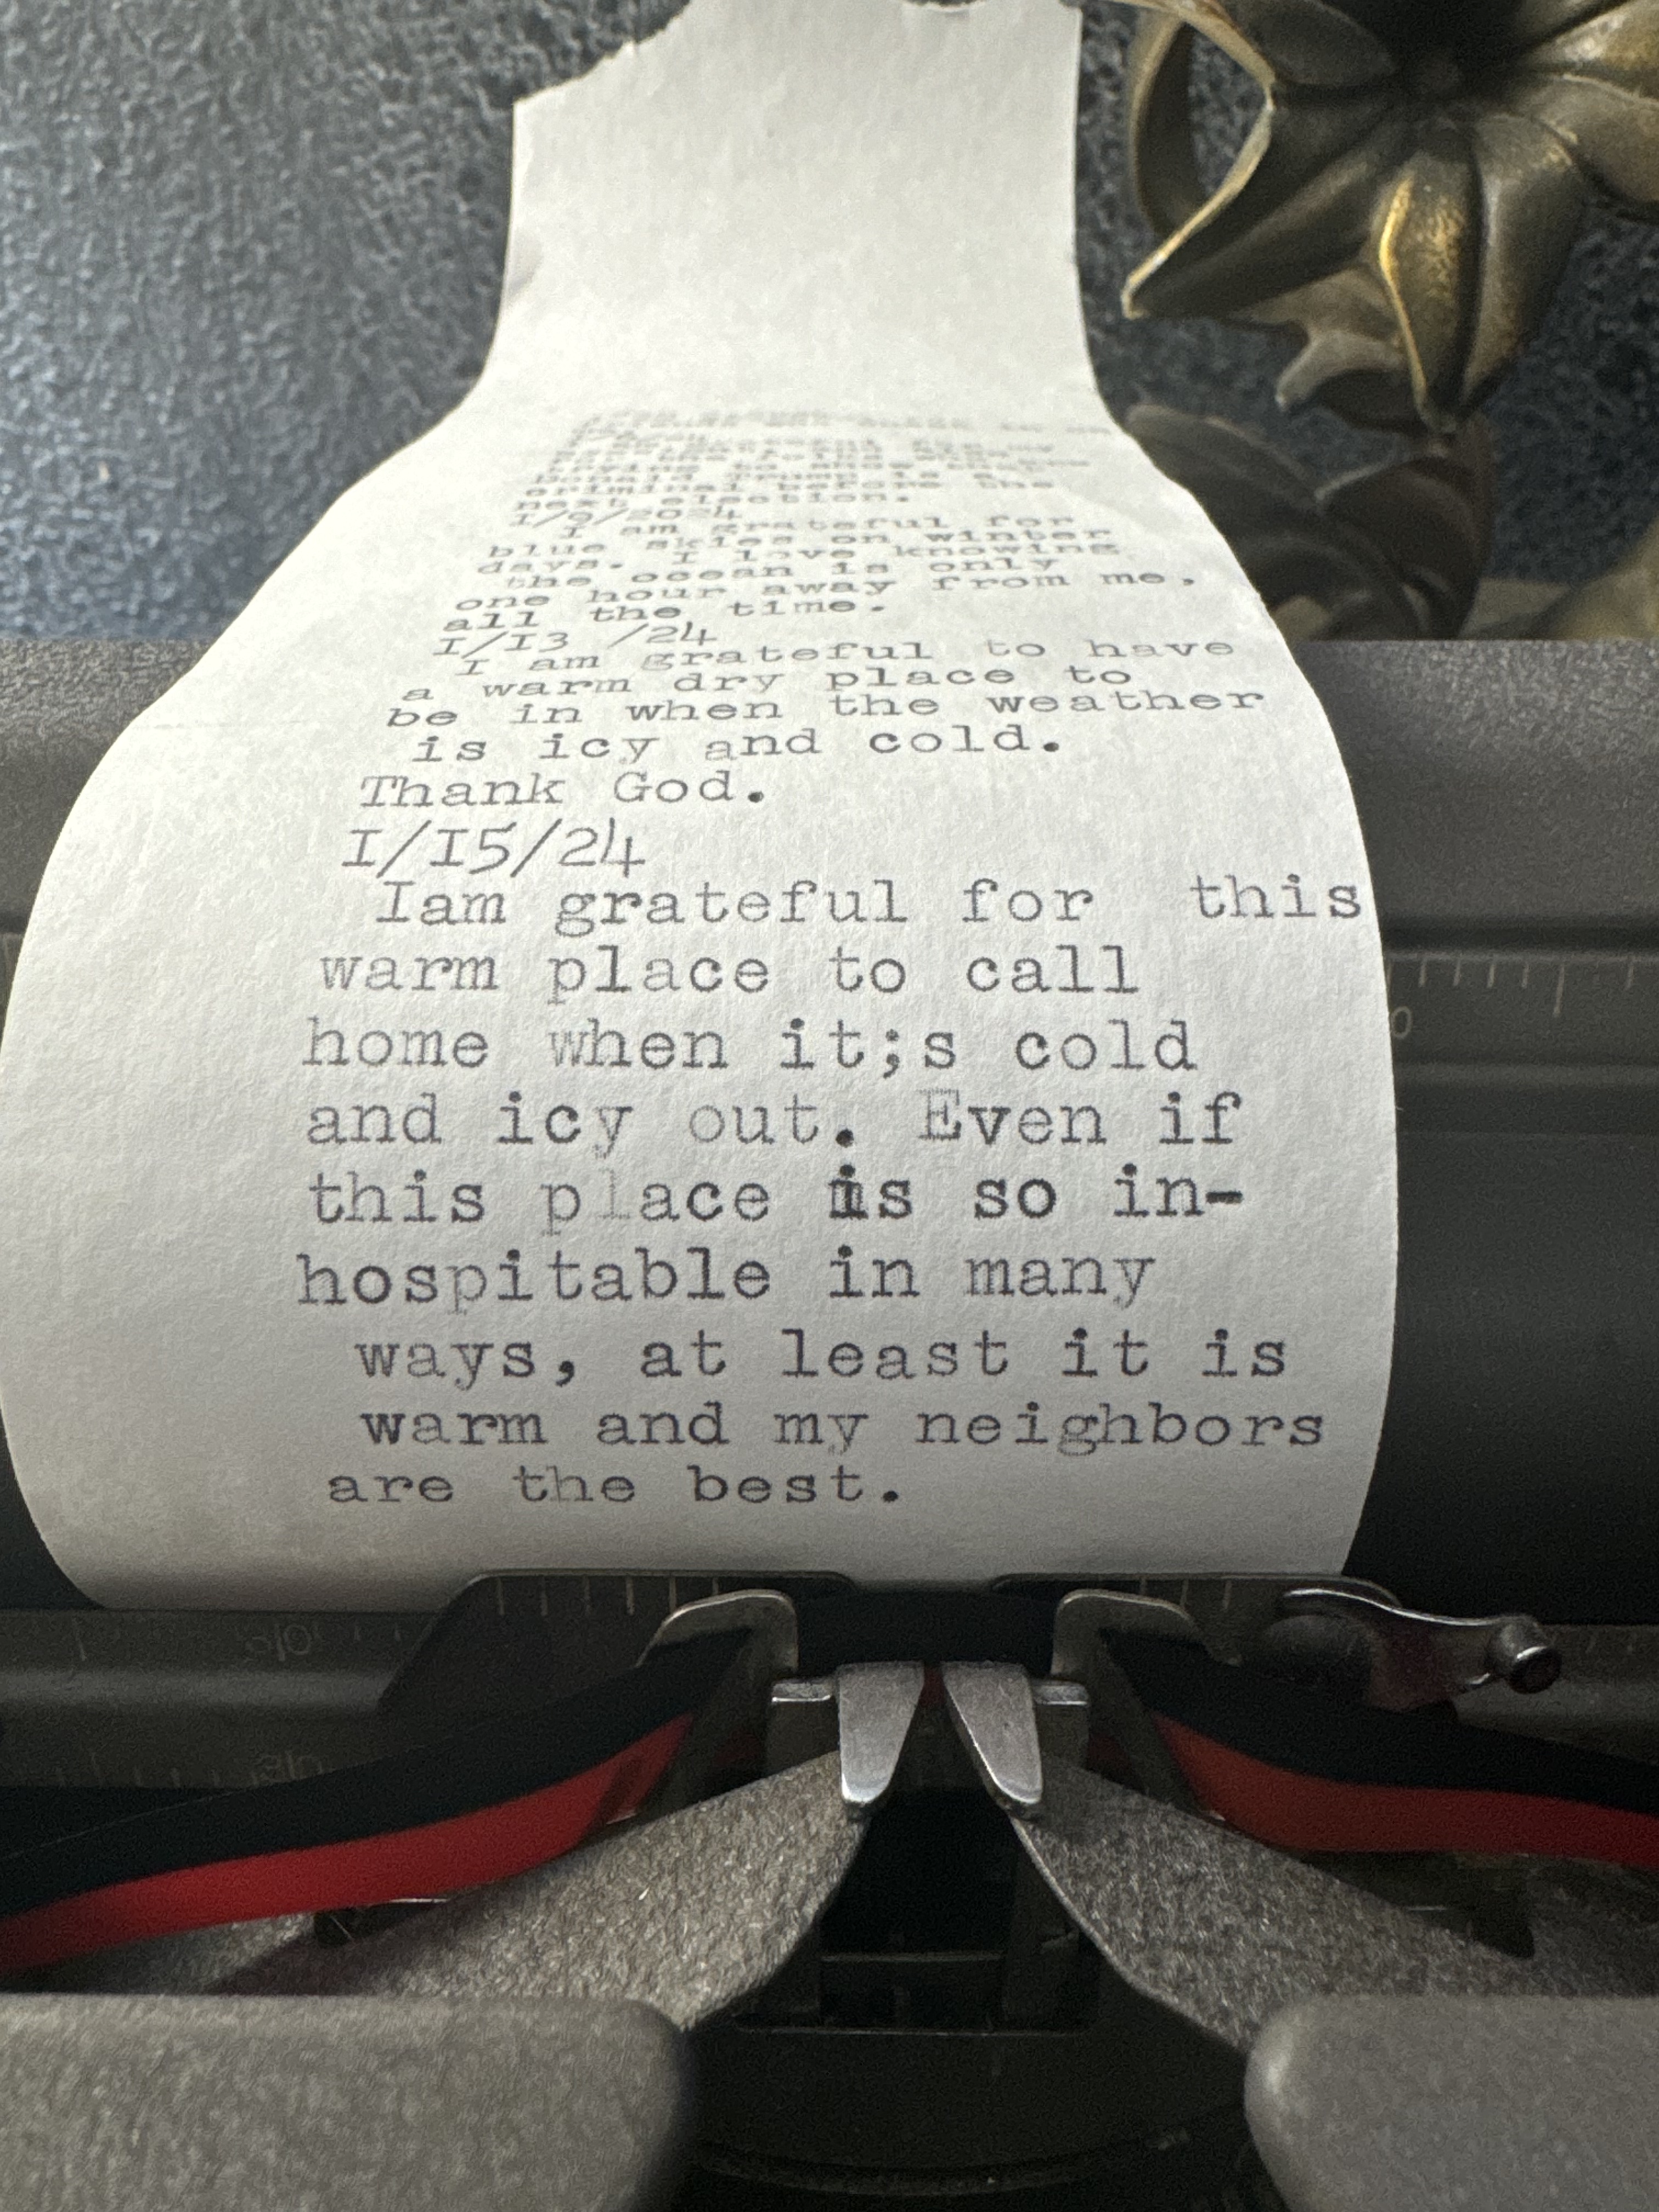 criminal before the
next election.
I/9/2024
I am grateful for
blue skies on winter
days. I love knowing
the ocean is only
one hour away from me,
all the time.
I/I3 /24
I am grateful to have
a warm dry place to
be in when the weather
is icy and cold.
Thank God.
I/I5/24
Iam grateful for  this
warm place to call
home when it;s cold
and icy out. Even if
this place is so in-
hospitable in many
ways, at least it is
warm and my neighbors
are the best.